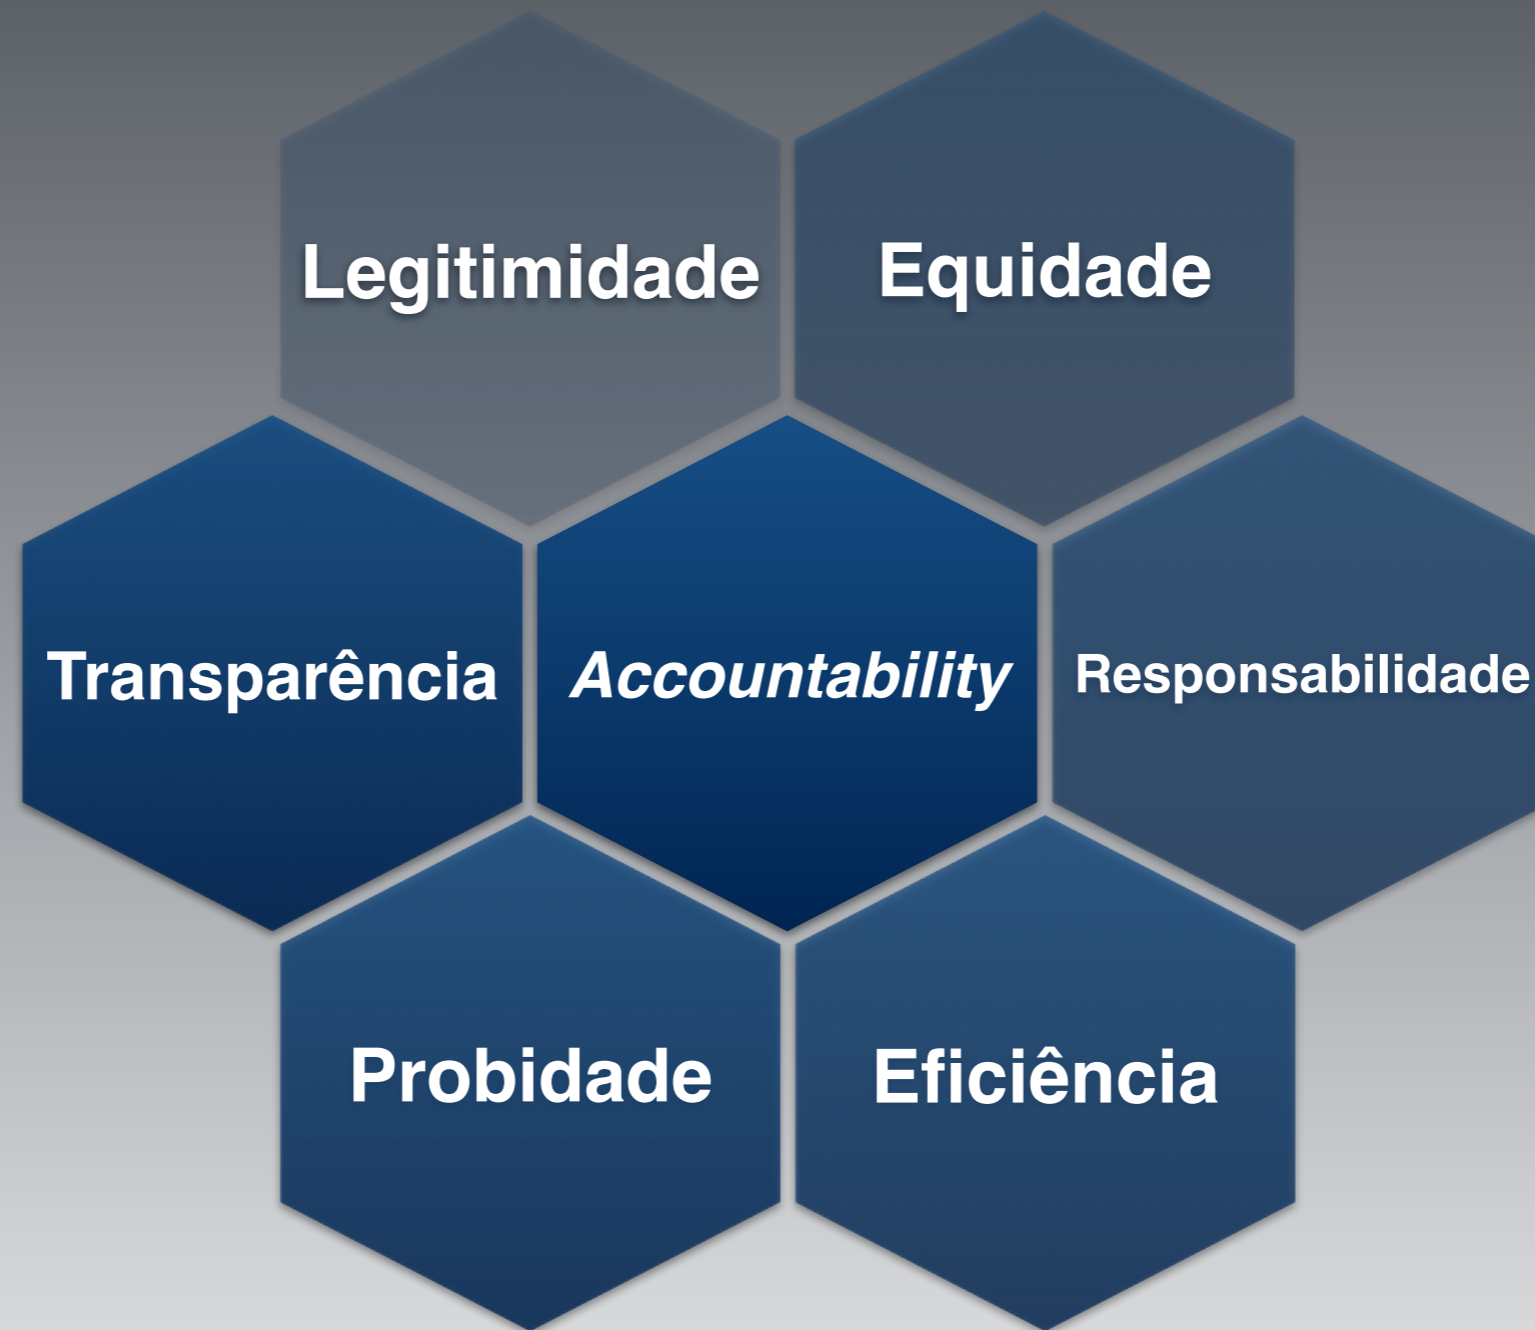 Legitimidade
Equidade
Transparência
Accountability
Responsabilidade
Probidade
Eficiência